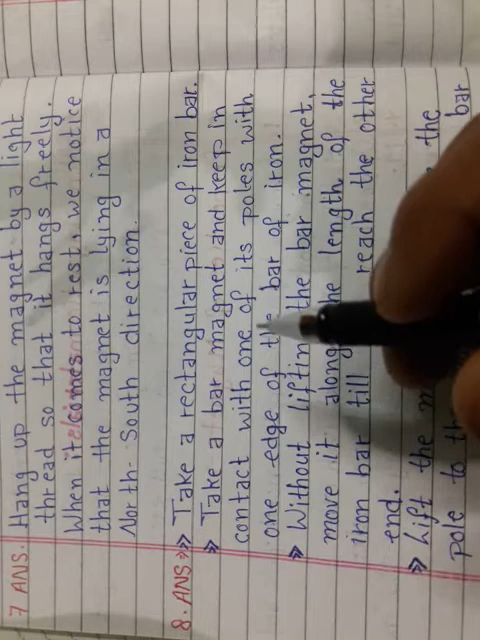 7 ANS. Hang up the magnet by a light
thread so that it hangs freely.
When it comes to rest, we notice
that the magnet is lying in a
North-South direction.
8. ANS » Take a rectangular piece of iron bar.
» Take a bar magnet and keep in
contact with one of its poles with
one edge of the bar of iron.
» Without lifting the bar magnet,
move it along the length of the
iron bar till reach the other
end.
» Lift the the
pole to bar